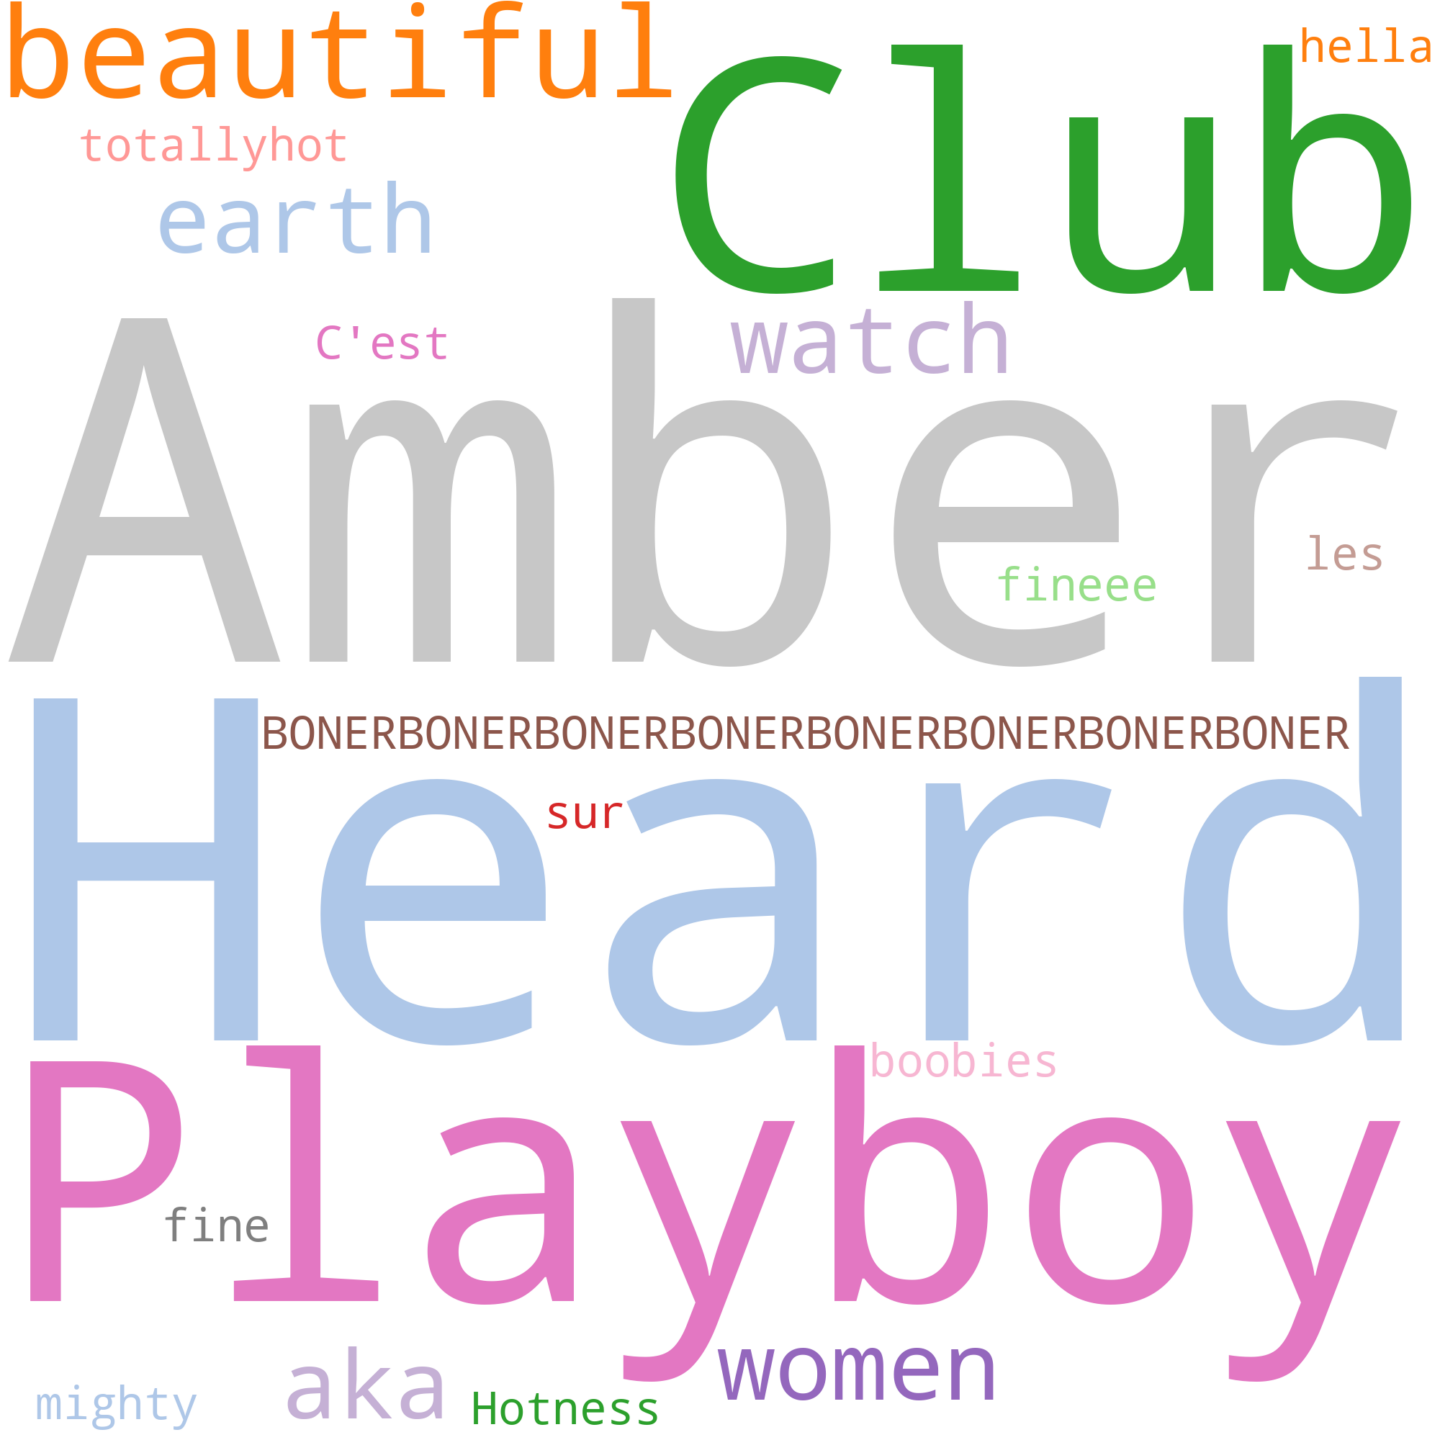 beautiful
hella
Club
totallyhot
earth
C'est
watch
Amber
les
fineee
BONERBONERBONERBONERBONERBONERBONERBONER
sur
Heard
boobies
Playboy
fine
women
aka
mighty
Hotness